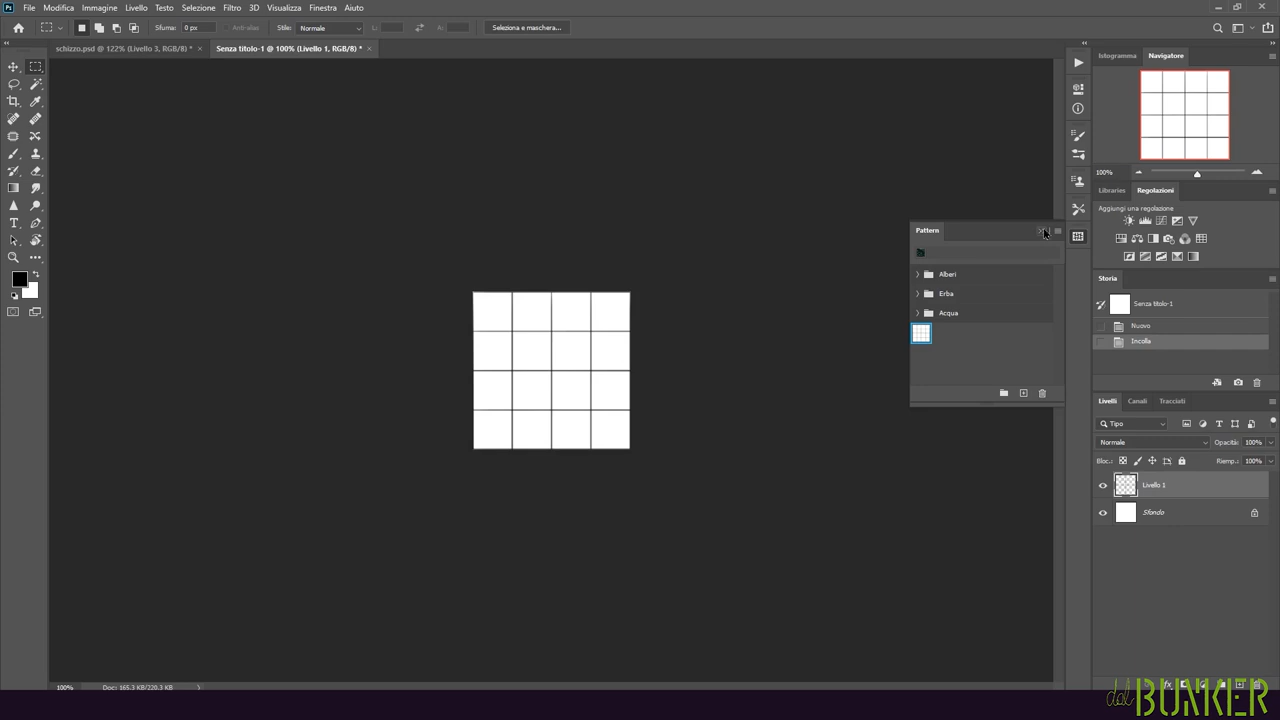 Ps File Modifica Immagine Livello Testo Selezione Filtro 3D Visualizza Finestra Aiuto
Sfuma: 0 px Anti-alias Stile: Normale L: A: Seleziona e maschera...
schizzo.psd @ 122% (Livello 3, RGB/8) * × Senza titolo-1 @ 100% (Livello 1, RGB/8) * ×
Istogramma Navigatore
100%
Libraries Regolazioni
Aggiungi una regolazione
Pattern
Alberi
Erba
Acqua
Storia
Senza titolo-1
Nuovo
Incolla
Livelli Canali Tracciati
Tipo
Normale Opacità: 100%
Bloc.: Riemp.: 100%
Livello 1
Sfondo
100% Doc: 165.3 KB/220.3 KB
dal BUNKER